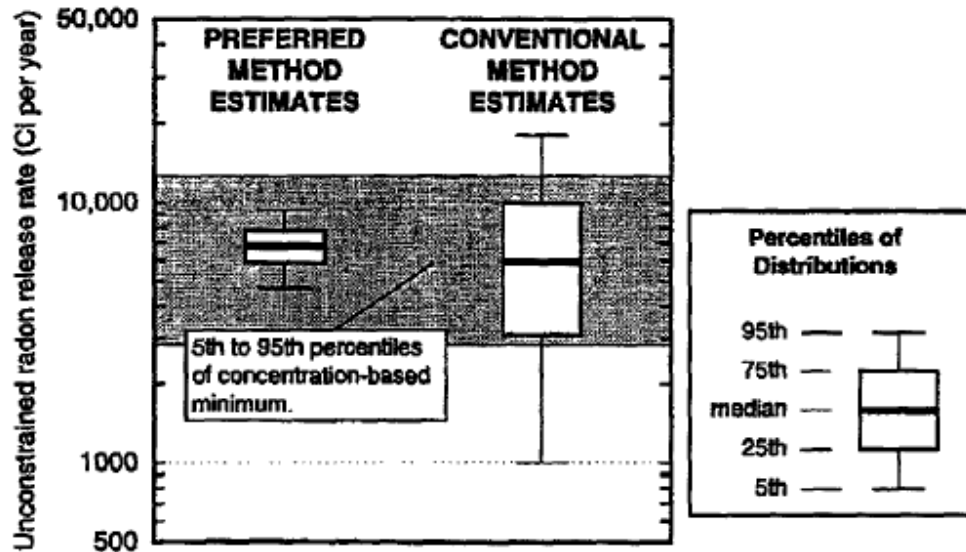 Unconstrained radon release rate (Ci per year)
50,000
10,000
1000
500
PREFERRED
METHOD
ESTIMATES
CONVENTIONAL
METHOD
ESTIMATES
5th to 95th percentiles
of concentration-based
minimum.
Percentiles of
Distributions
95th
75th
median
25th
5th